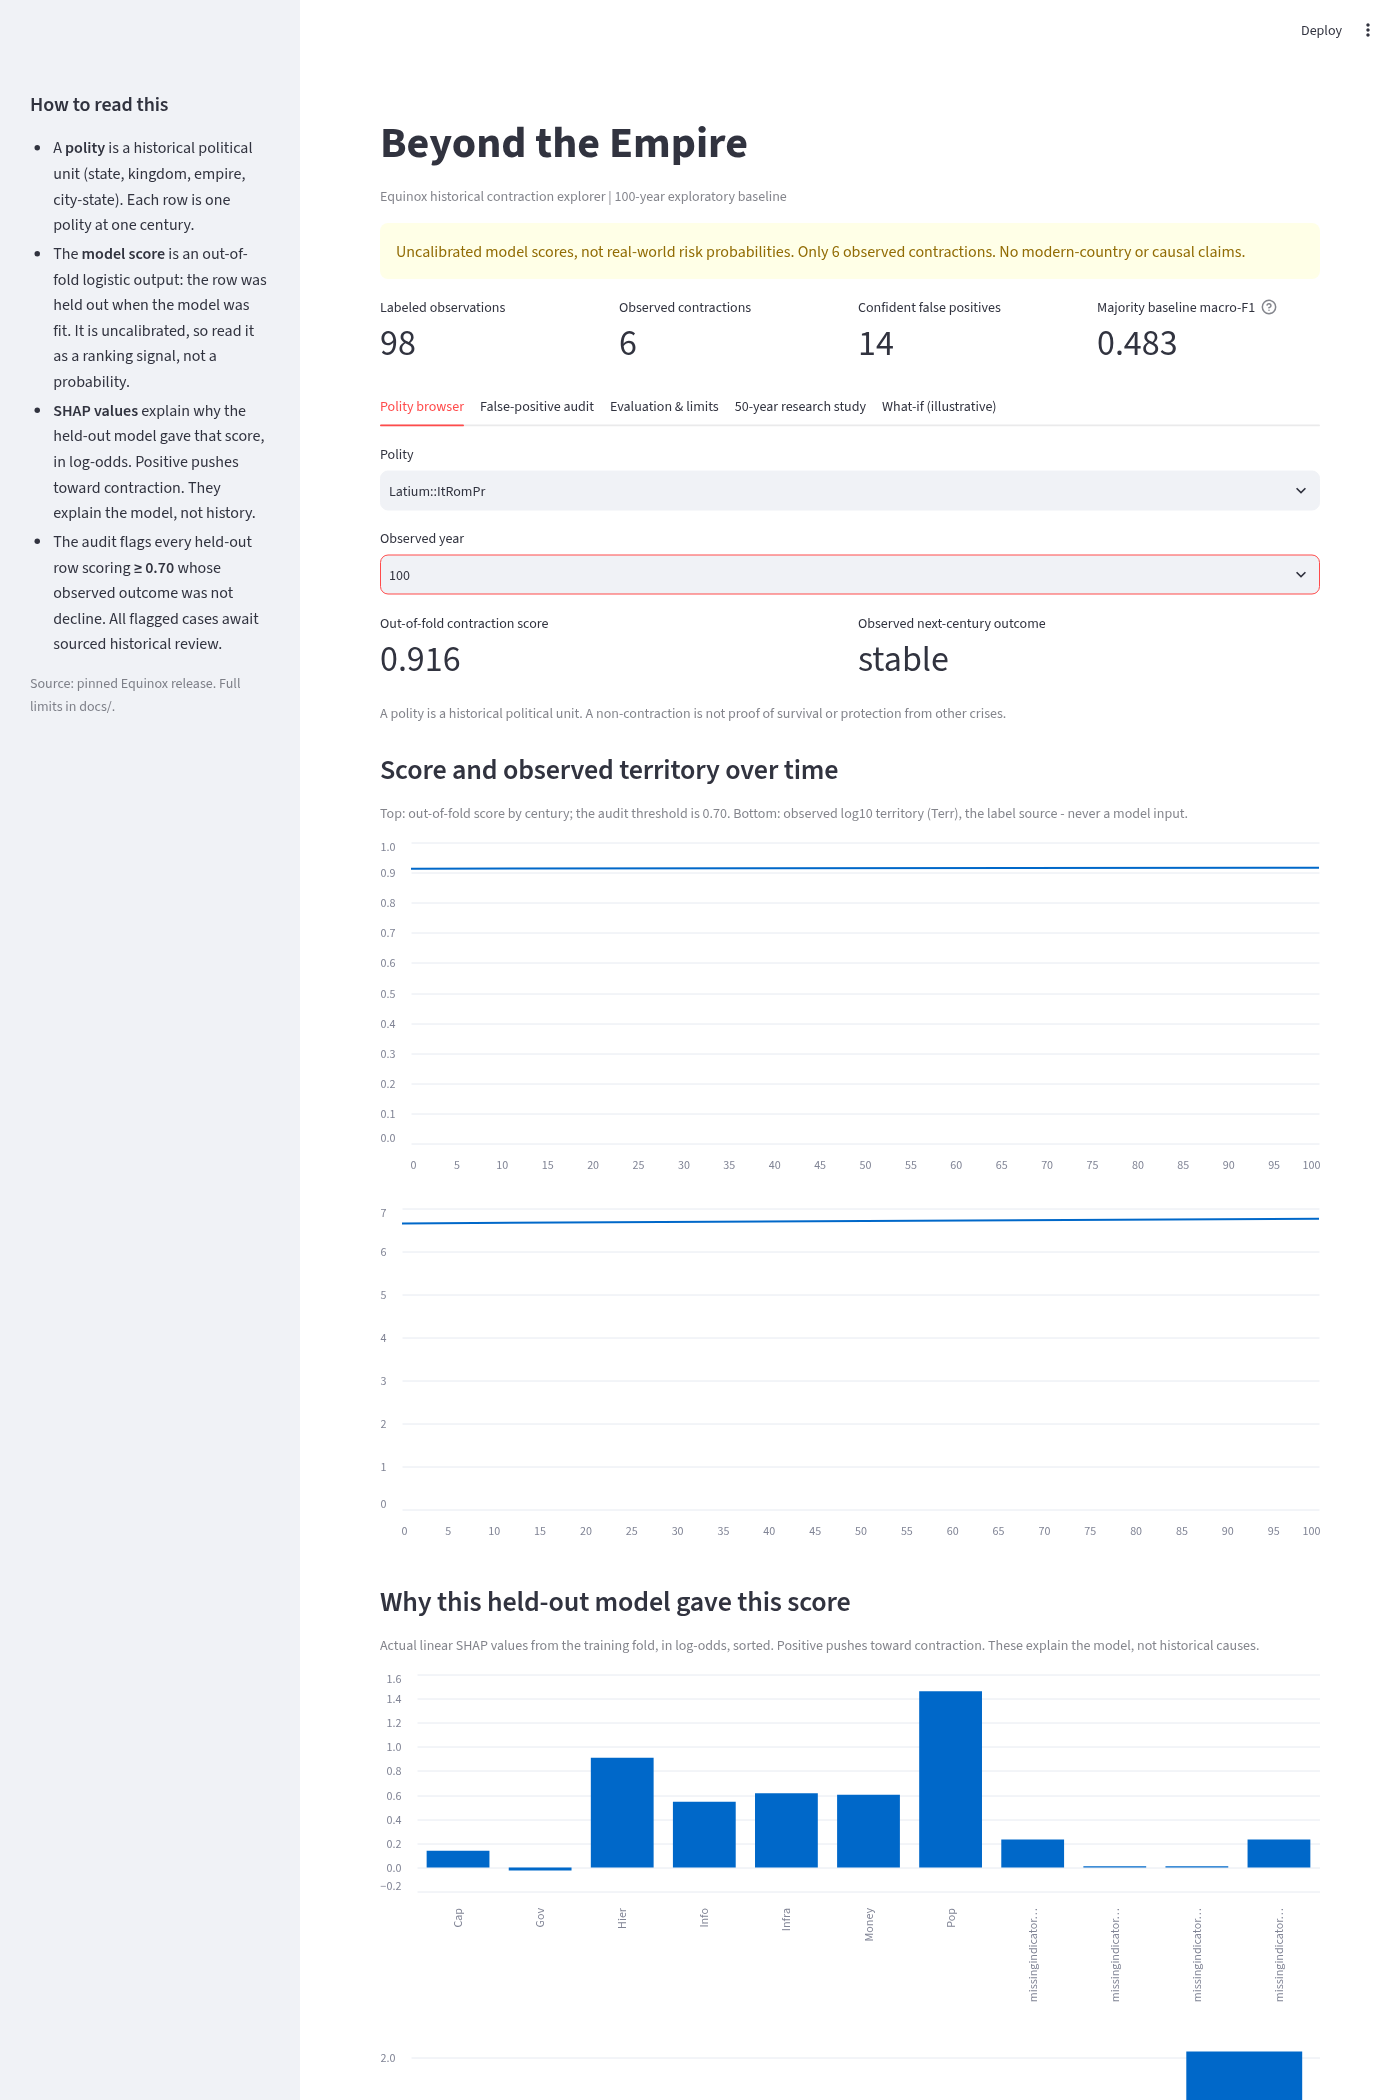 Deploy
How to read this
A polity is a historical political
unit (state, kingdom, empire,
city-state). Each row is one
polity at one century.
The model score is an out-of-
fold logistic output: the row was
held out when the model was
fit. It is uncalibrated, so read it
as a ranking signal, not a
probability.
SHAP values explain why the
held-out model gave that score,
in log-odds. Positive pushes
toward contraction. They
explain the model, not history.
The audit flags every held-out
row scoring ≥ 0.70 whose
observed outcome was not
decline. All flagged cases await
sourced historical review.
Source: pinned Equinox release. Full
limits in docs/.
Beyond the Empire
Equinox historical contraction explorer | 100-year exploratory baseline
Uncalibrated model scores, not real-world risk probabilities. Only 6 observed contractions. No modern-country or causal claims.
Labeled observations Observed contractions Confident false positives Majority baseline macro-F1 ?
98 6 14 0.483
Polity browser False-positive audit Evaluation & limits 50-year research study What-if (illustrative)
Polity
Latium::ItRomPr
Observed year
100
Out-of-fold contraction score Observed next-century outcome
0.916 stable
A polity is a historical political unit. A non-contraction is not proof of survival or protection from other crises.
Score and observed territory over time
Top: out-of-fold score by century; the audit threshold is 0.70. Bottom: observed log10 territory (Terr), the label source - never a model input.
1.0
0.9
0.8
0.7
0.6
0.5
0.4
0.3
0.2
0.1
0.0
0 5 10 15 20 25 30 35 40 45 50 55 60 65 70 75 80 85 90 95 100
7
6
5
4
3
2
1
0
0 5 10 15 20 25 30 35 40 45 50 55 60 65 70 75 80 85 90 95 100
Why this held-out model gave this score
Actual linear SHAP values from the training fold, in log-odds, sorted. Positive pushes toward contraction. These explain the model, not historical causes.
1.6
1.4
1.2
1.0
0.8
0.6
0.4
0.2
0.0
−0.2
Cap Gov Hier Info Infra Money Pop missingindicator… missingindicator… missingindicator… missingindicator…
2.0